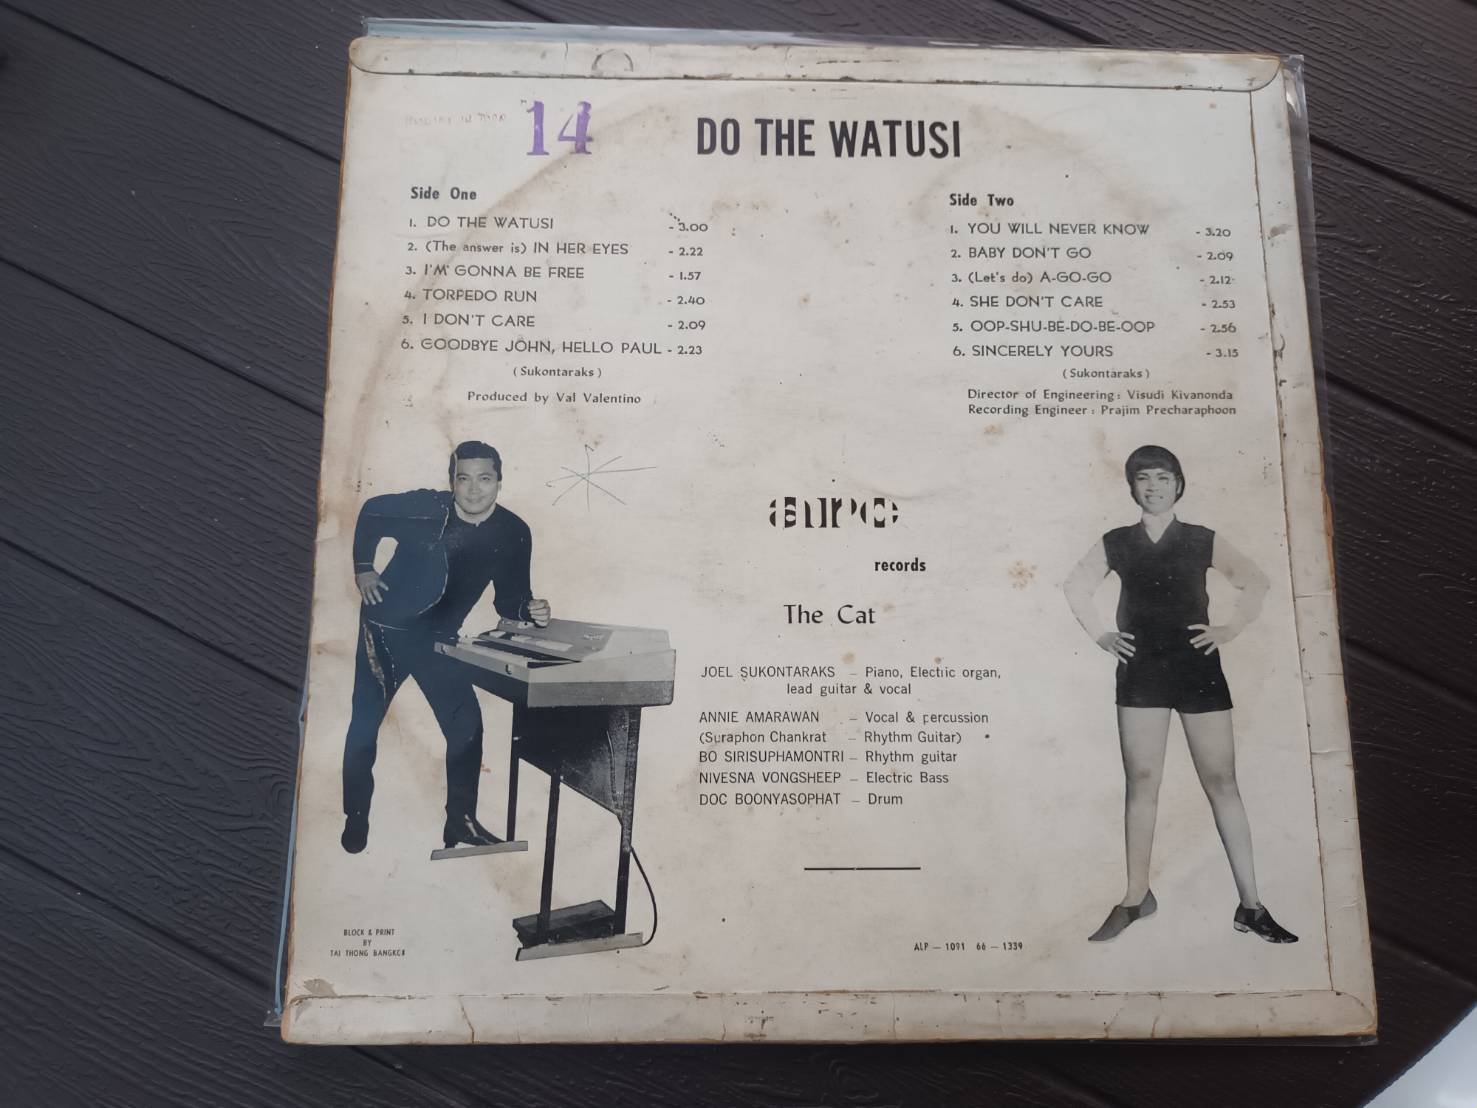 14
DO THE WATUSI
Side One
1. DO THE WATUSI - 3.00
2. (The answer is) IN HER EYES - 2.22
3. I'M GONNA BE FREE - 1.57
4. TORPEDO RUN - 2.40
5. I DON'T CARE - 2.09
6. GOODBYE JOHN, HELLO PAUL - 2.23
(Sukontaraks)
Produced by Val Valentino
Side Two
1. YOU WILL NEVER KNOW - 3.20
2. BABY DON'T GO - 2.09
3. (Let's do) A-GO-GO - 2.12
4. SHE DON'T CARE - 2.53
5. OOP-SHU-BE-DO-BE-OOP - 2.56
6. SINCERELY YOURS - 3.15
(Sukontaraks)
Director of Engineering : Visudi Kivanonda
Recording Engineer : Prajim Precharaphoon
records
The Cat
JOEL SUKONTARAKS — Piano, Electric organ,
lead guitar & vocal
ANNIE AMARAWAN — Vocal & percussion
(Suraphon Chankrat — Rhythm Guitar)
BO SIRISUPHAMONTRI — Rhythm guitar
NIVESNA VONGSHEEP — Electric Bass
DOC BOONYASOPHAT — Drum
BLOCK & PRINT
BY
TAI THONG BANGKOK
ALP — 1091 66 — 1339